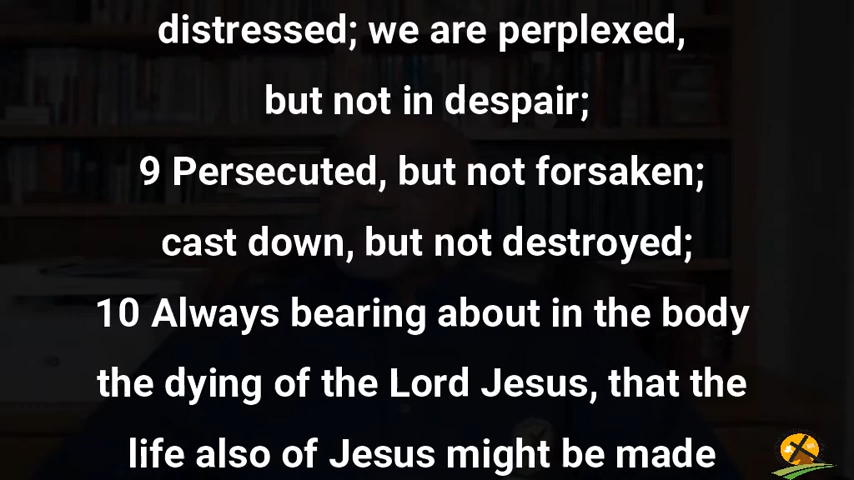 distressed; we are perplexed,
but not in despair;
9 Persecuted, but not forsaken;
cast down, but not destroyed;
10 Always bearing about in the body
the dying of the Lord Jesus, that the
life also of Jesus might be made